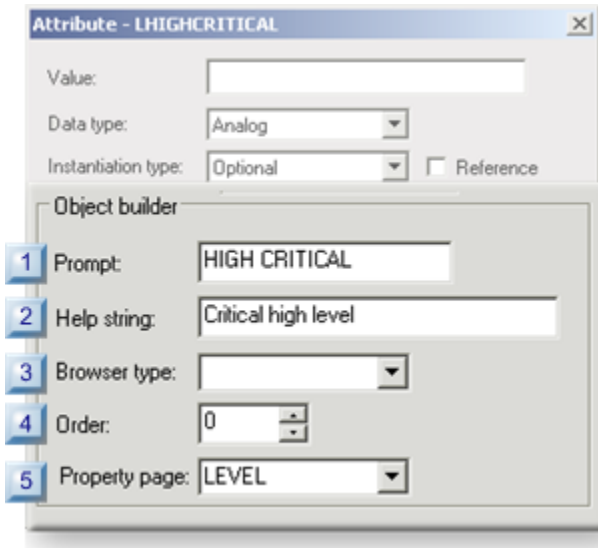 Attribute - LHIGHCRITICAL
Value:
Data type: Analog
Instantiation type: Optional Reference
Object builder
1 Prompt: HIGH CRITICAL
2 Help string: Critical high level
3 Browser type:
4 Order: 0
5 Property page: LEVEL